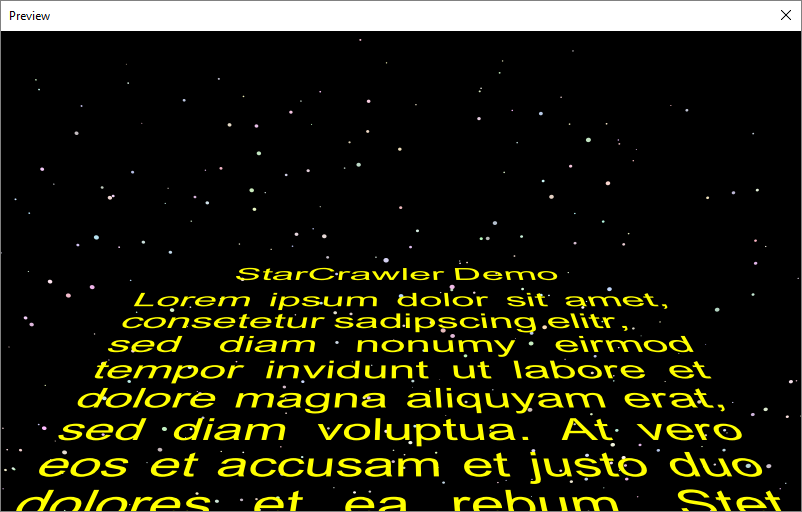 Preview
StarCrawler Demo
Lorem ipsum dolor sit amet,
consetetur sadipscing elitr,
sed diam nonumy eirmod
tempor invidunt ut labore et
dolore magna aliquyam erat,
sed diam voluptua. At vero
eos et accusam et justo duo
dolores et ea rebum. Stet